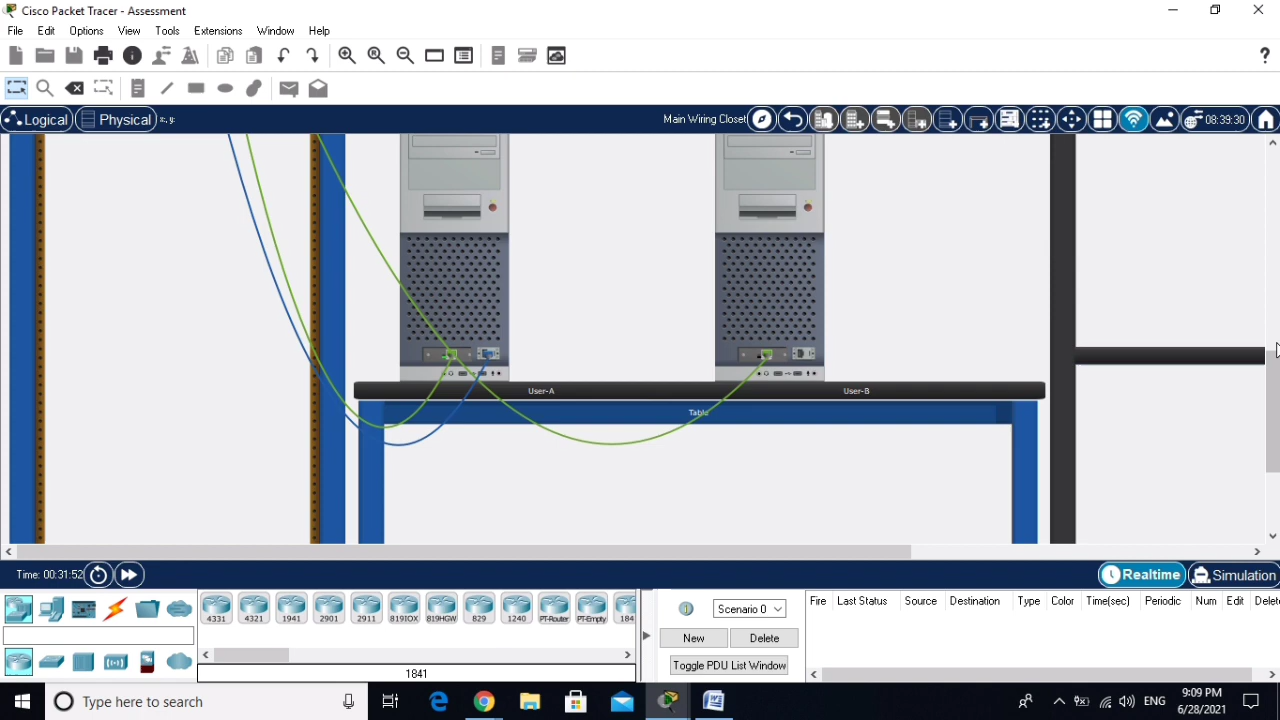 Cisco Packet Tracer - Assessment
File Edit Options View Tools Extensions Window Help
?
Logical Physical x: y: Main Wiring Closet 08:39:30
User-A User-B
Table
Time: 00:31:52 Realtime Simulation
4331 4321 1941 2901 2911 819IOX 819HGW 829 1240 PT-Router PT-Empty 184
1841
Scenario 0
New Delete
Toggle PDU List Window
Fire Last Status Source Destination Type Color Time(sec) Periodic Num Edit Delete
Type here to search
ENG
9:09 PM
6/28/2021